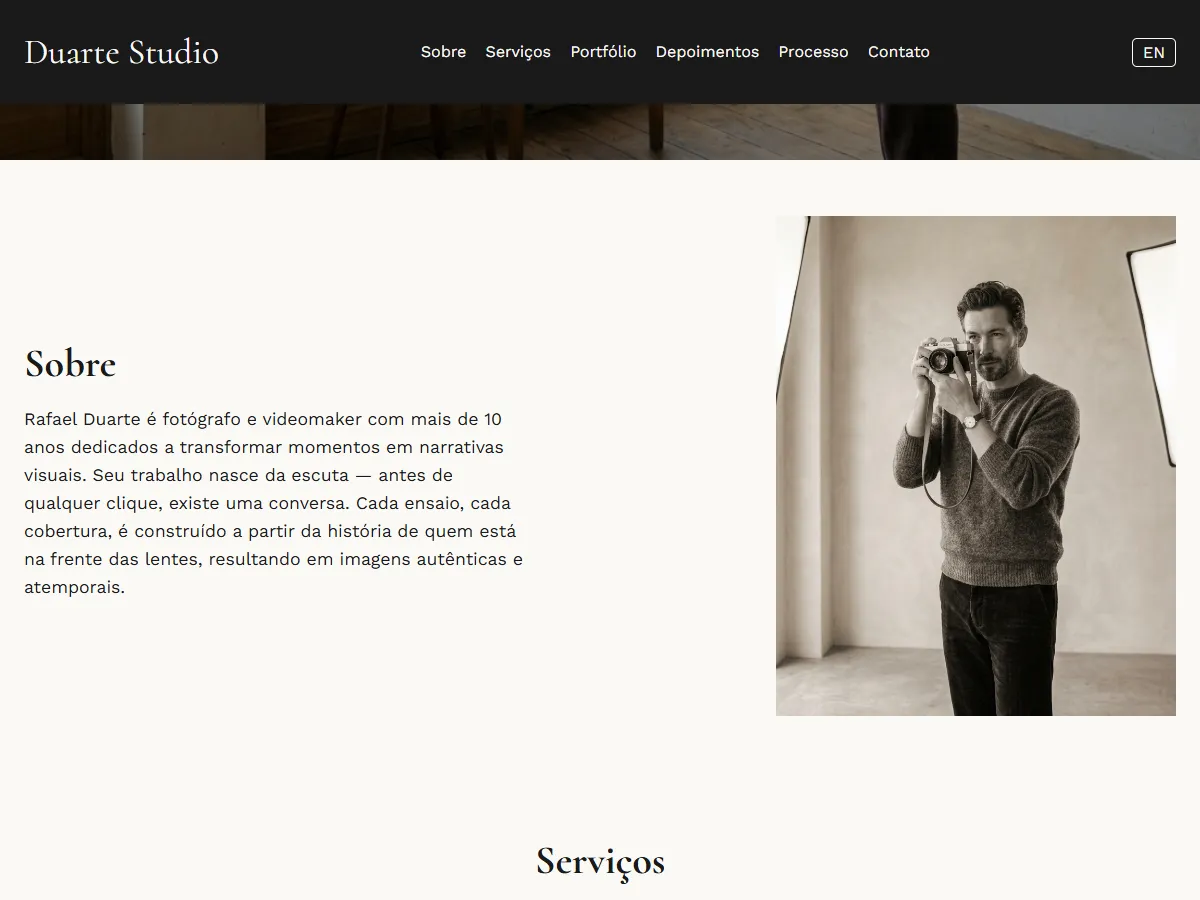 Duarte Studio
Sobre Serviços Portfólio Depoimentos Processo Contato
EN
Sobre
Rafael Duarte é fotógrafo e videomaker com mais de 10
anos dedicados a transformar momentos em narrativas
visuais. Seu trabalho nasce da escuta — antes de
qualquer clique, existe uma conversa. Cada ensaio, cada
cobertura, é construído a partir da história de quem está
na frente das lentes, resultando em imagens autênticas e
atemporais.
Serviços